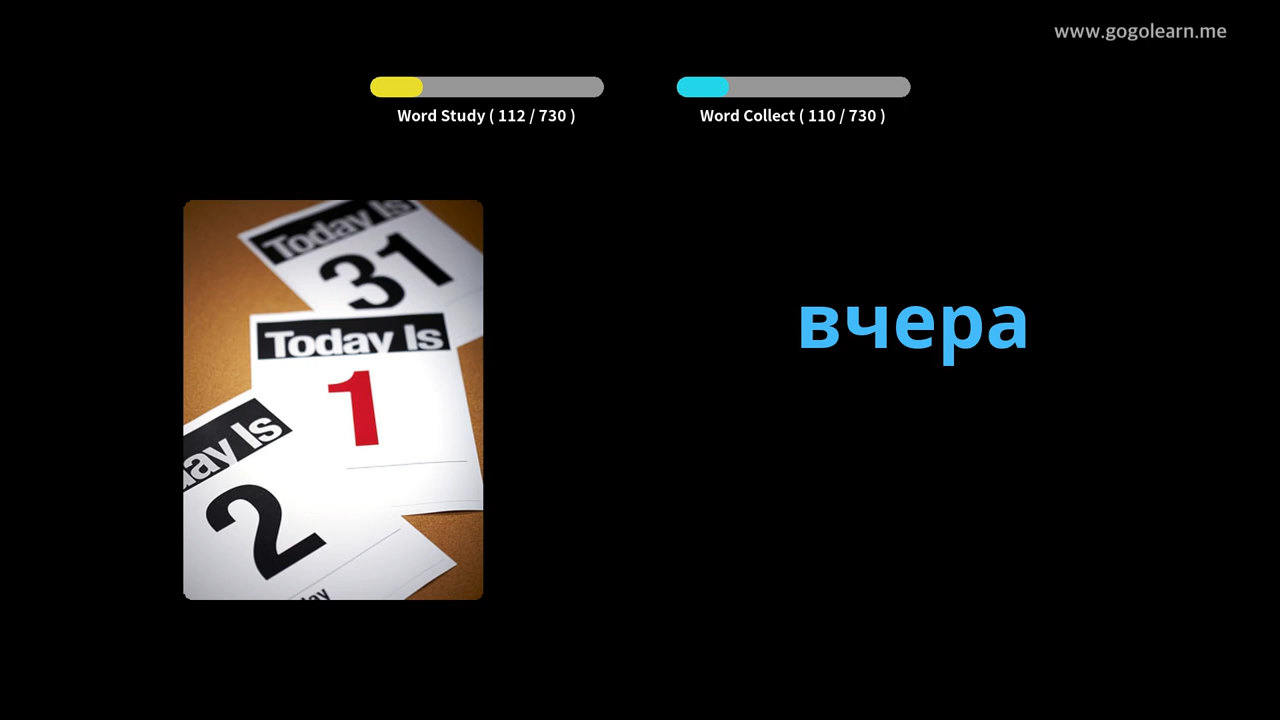 www.gogolearn.me
Word Study ( 112 / 730 )
Word Collect ( 110 / 730 )
Today Is
31
Today Is
1
ay Is
2
ay
вчера